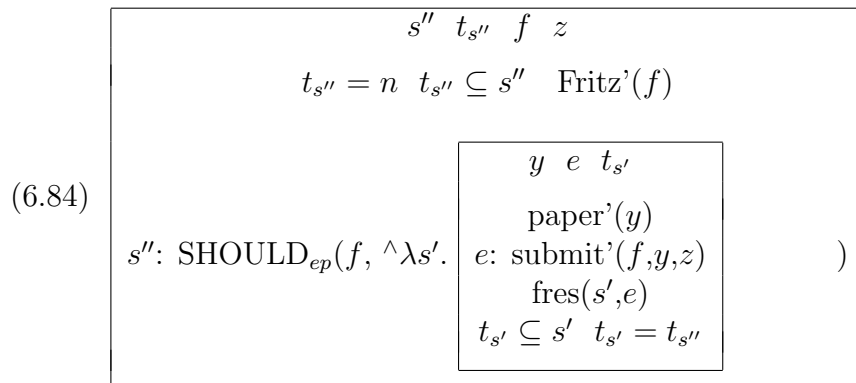 s′′ t_{s′′} f z
t_{s′′} = n t_{s′′} ⊆ s′′ Fritz’(f)
(6.84)
y e t_{s′}
paper’(y)
s′′: SHOULD_{ep}(f, ^λs′. e: submit’(f,y,z) )
fres(s′,e)
t_{s′} ⊆ s′ t_{s′} = t_{s′′}